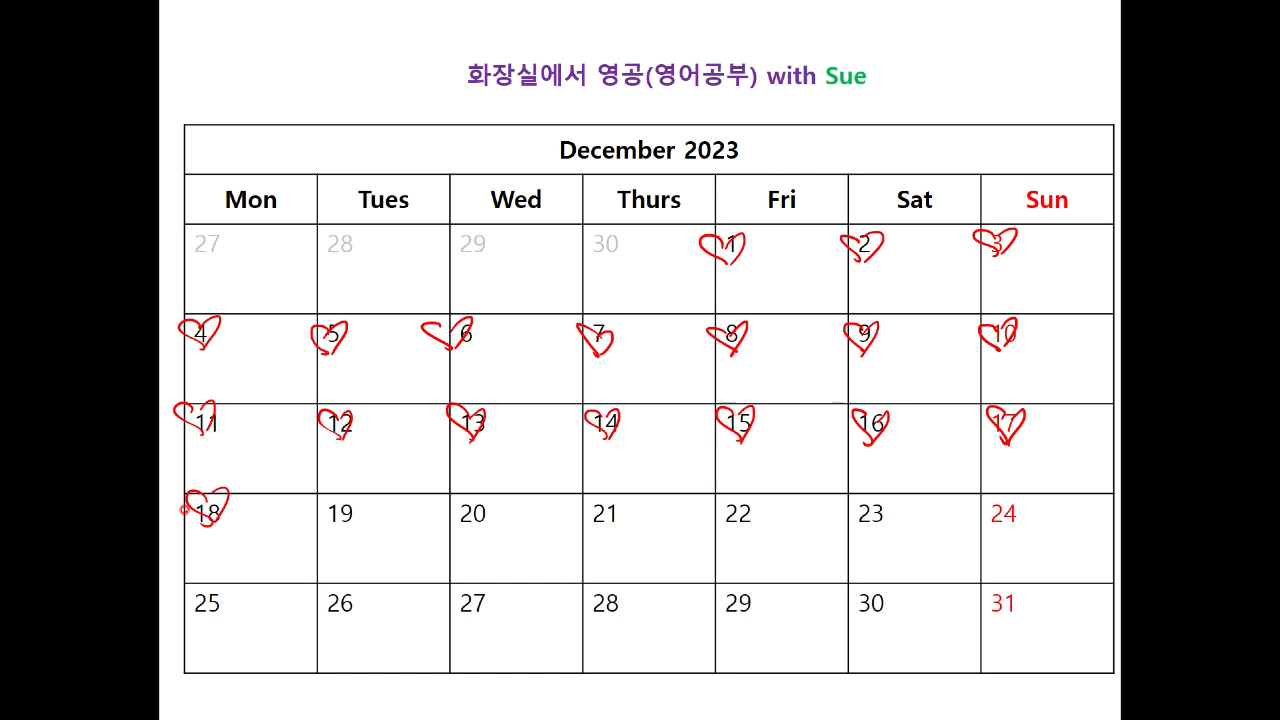 화장실에서 영공(영어공부) with Sue
December 2023
Mon Tues Wed Thurs Fri Sat Sun
27 28 29 30 1 2 3
4 5 6 7 8 9 10
11 12 13 14 15 16 17
18 19 20 21 22 23 24
25 26 27 28 29 30 31